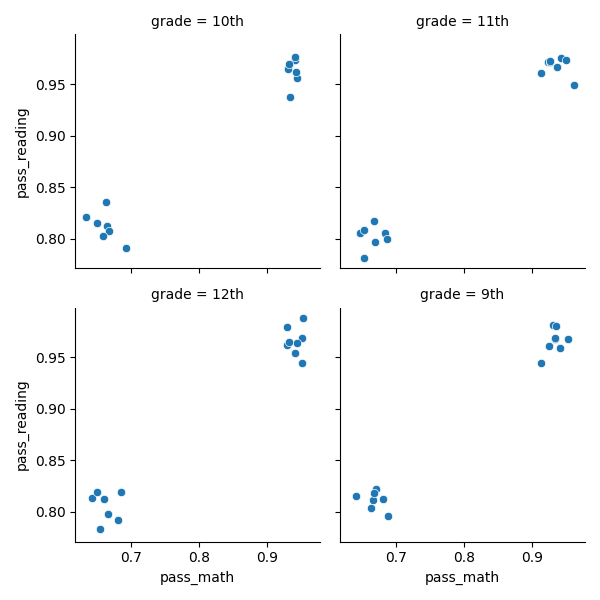 grade = 10th
grade = 11th
0.95
0.90
0.85
0.80
pass_reading
grade = 12th
grade = 9th
0.95
0.90
0.85
0.80
pass_reading
0.7 0.8 0.9
0.7 0.8 0.9
pass_math
pass_math